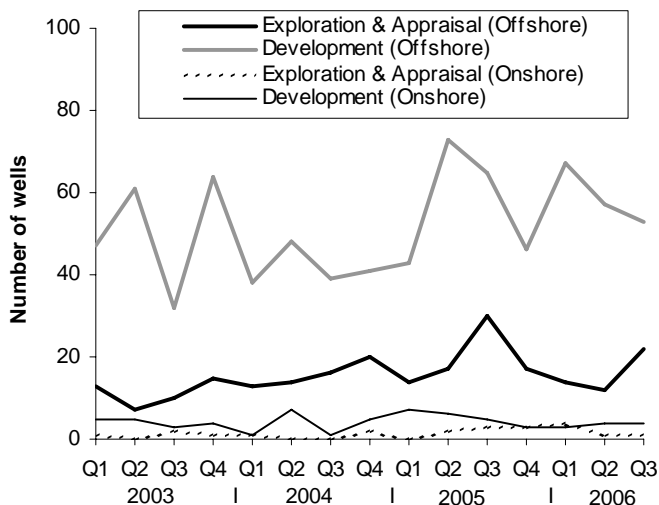 100
80
60
40
20
0
Number of wells
Exploration & Appraisal (Offshore)
Development (Offshore)
Exploration & Appraisal (Onshore)
Development (Onshore)
Q1 Q2 Q3 Q4 Q1 Q2 Q3 Q4 Q1 Q2 Q3 Q4 Q1 Q2 Q3
2003 I 2004 I 2005 I 2006